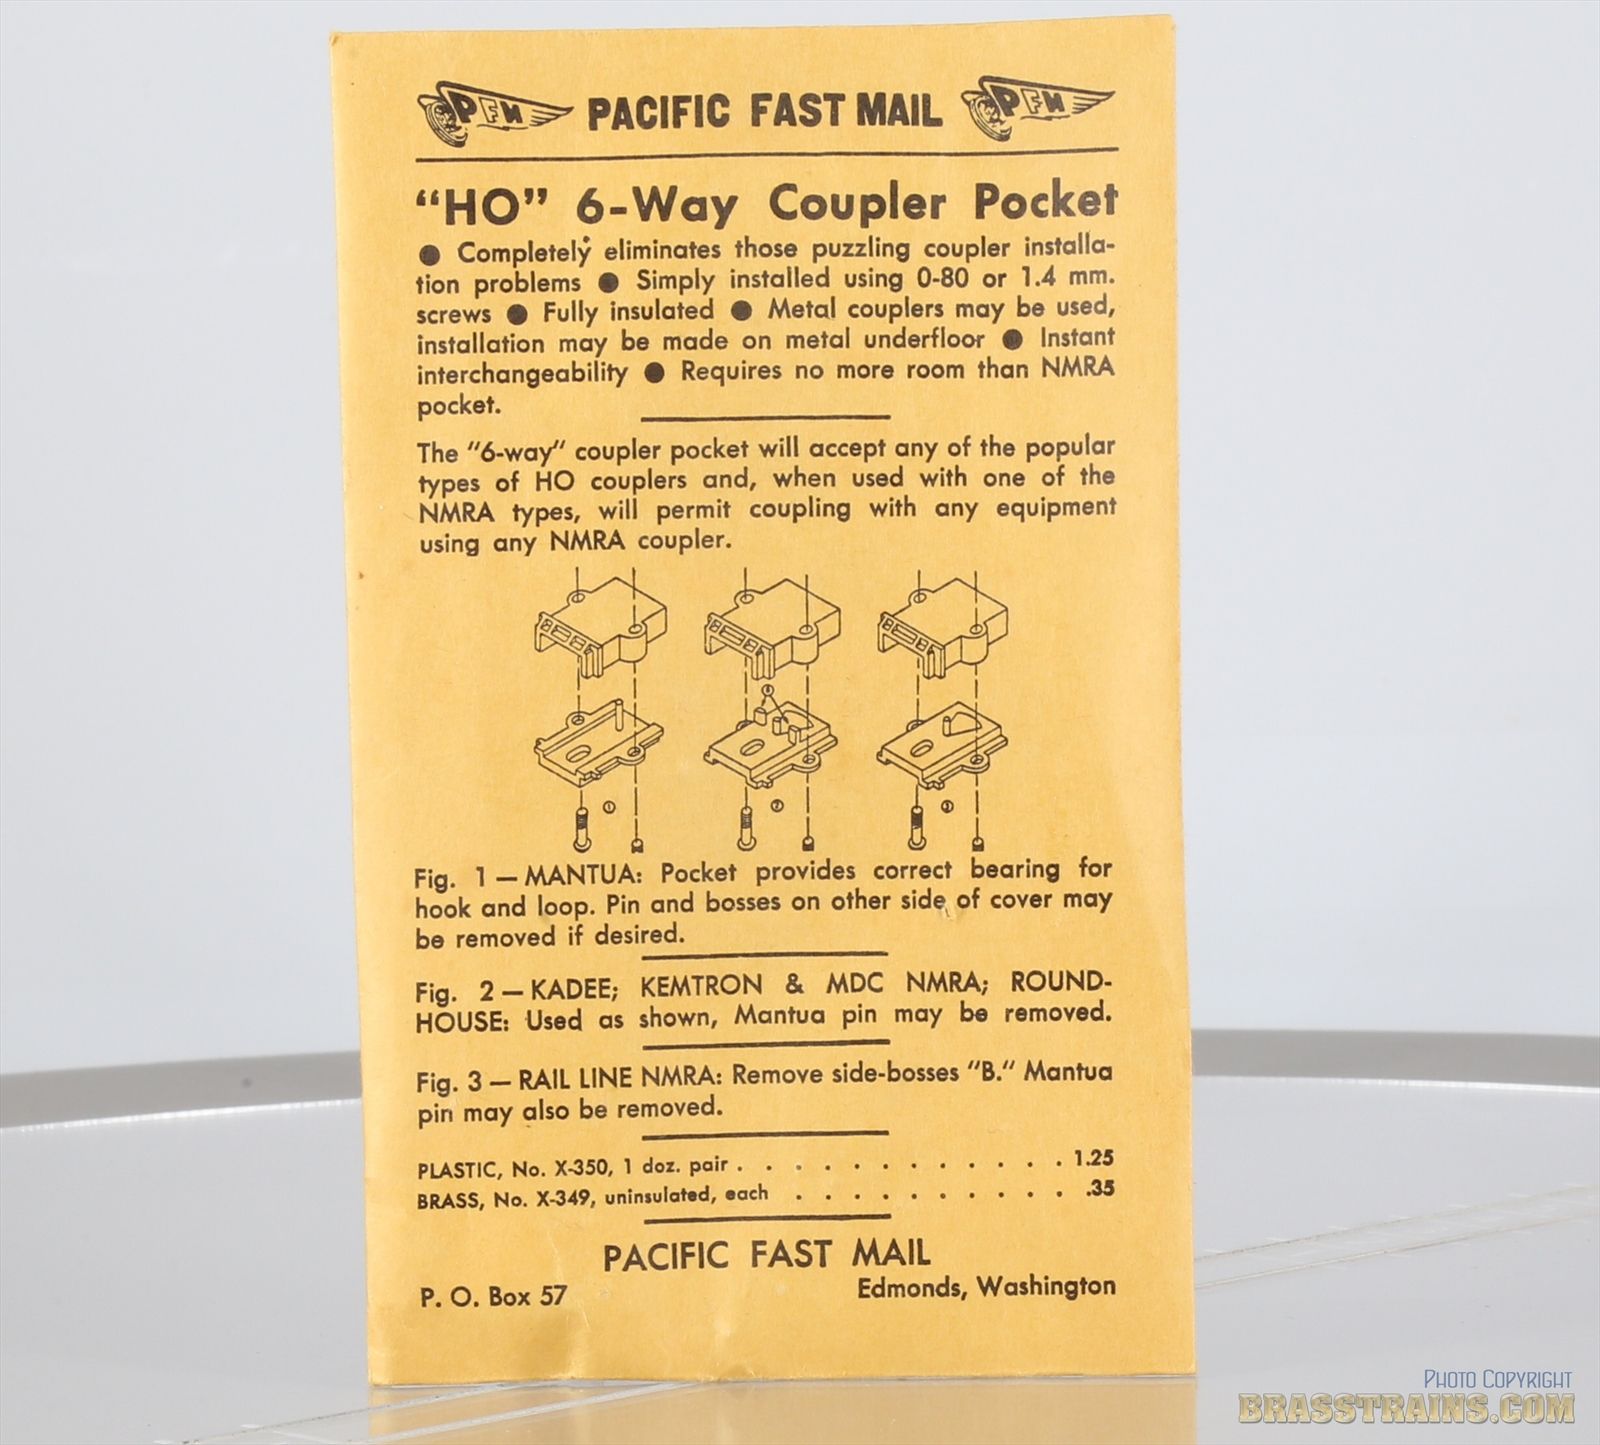 PFM PACIFIC FAST MAIL PFM
“HO” 6-Way Coupler Pocket
● Completely eliminates those puzzling coupler installa-
tion problems ● Simply installed using 0-80 or 1.4 mm.
screws ● Fully insulated ● Metal couplers may be used,
installation may be made on metal underfloor ● Instant
interchangeability ● Requires no more room than NMRA
pocket.
The "6-way" coupler pocket will accept any of the popular
types of HO couplers and, when used with one of the
NMRA types, will permit coupling with any equipment
using any NMRA coupler.
① ② ③
Fig. 1 — MANTUA: Pocket provides correct bearing for
hook and loop. Pin and bosses on other side of cover may
be removed if desired.
Fig. 2 — KADEE; KEMTRON & MDC NMRA; ROUND-
HOUSE: Used as shown, Mantua pin may be removed.
Fig. 3 — RAIL LINE NMRA: Remove side-bosses "B." Mantua
pin may also be removed.
PLASTIC, No. X-350, 1 doz. pair . . . . . . . . . . . . 1.25
BRASS, No. X-349, uninsulated, each . . . . . . . . . . .35
PACIFIC FAST MAIL
P. O. Box 57 Edmonds, Washington
PHOTO COPYRIGHT
BRASSTRAINS.COM